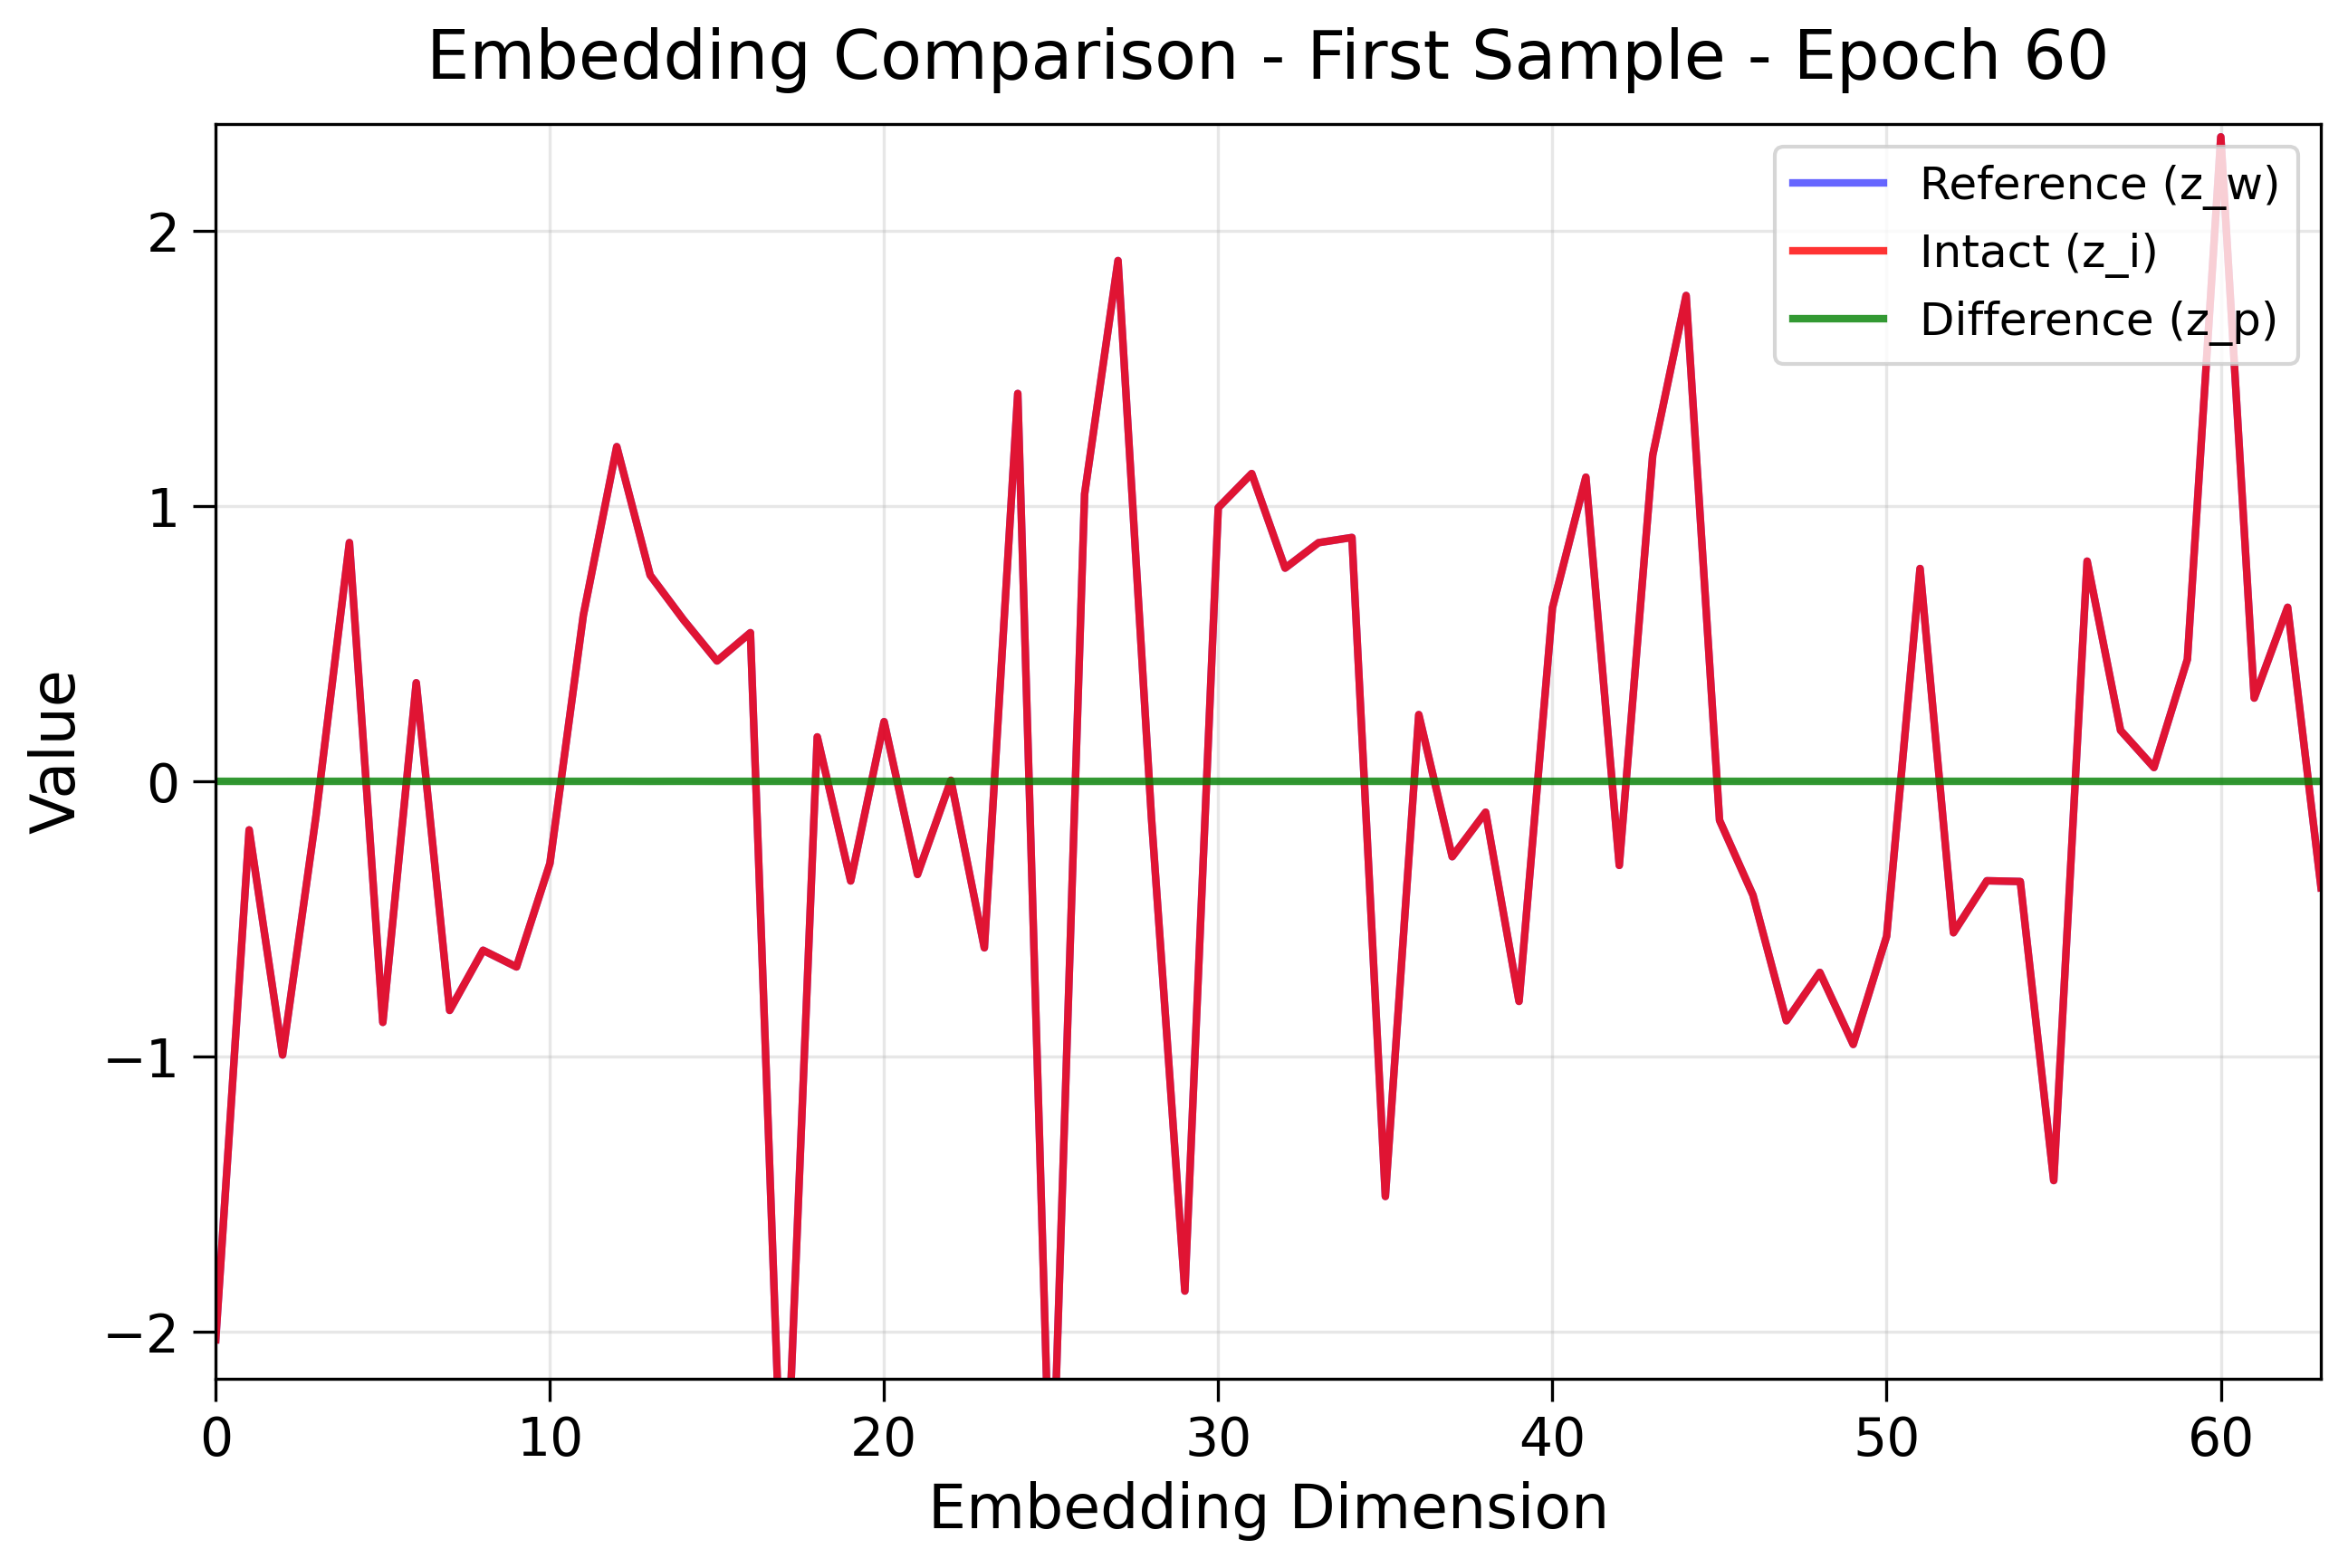 Embedding Comparison - First Sample - Epoch 60
Reference (z_w)
Intact (z_i)
Difference (z_p)
Value
2
1
0
−1
−2
0 10 20 30 40 50 60
Embedding Dimension